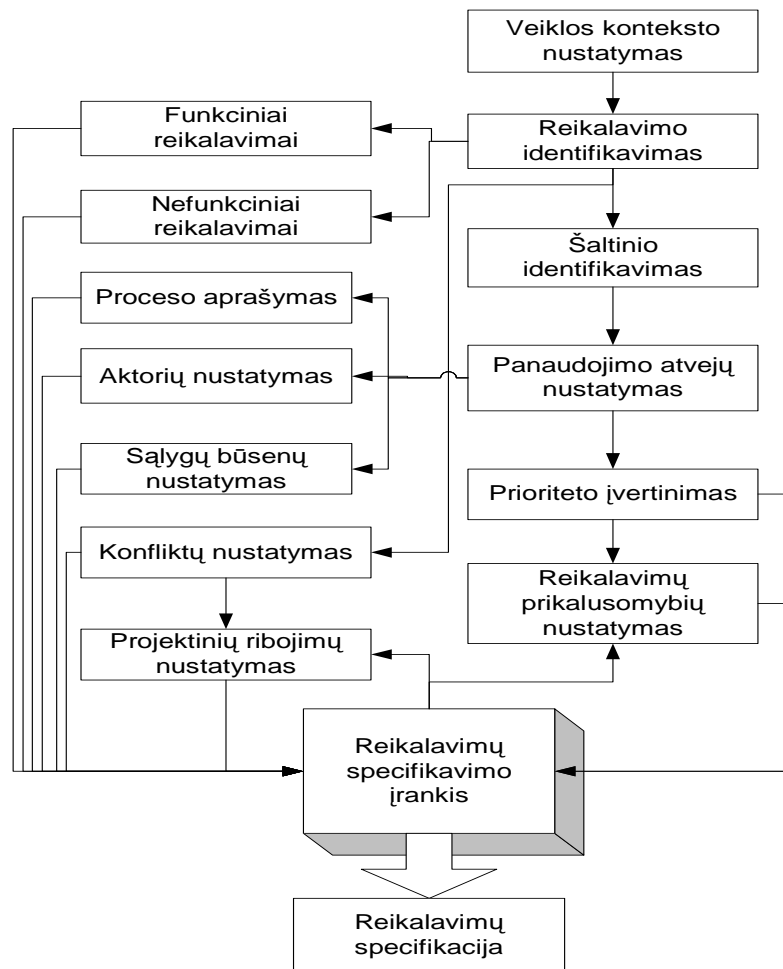 Veiklos konteksto
nustatymas
Funkciniai
reikalavimai
Reikalavimo
identifikavimas
Nefunkciniai
reikalavimai
Šaltinio
identifikavimas
Proceso aprašymas
Aktorių nustatymas
Panaudojimo atvejų
nustatymas
Sąlygų būsenų
nustatymas
Prioriteto įvertinimas
Konfliktų nustatymas
Reikalavimų
prikalusomybių
nustatymas
Projektinių ribojimų
nustatymas
Reikalavimų
specifikavimo
įrankis
Reikalavimų
specifikacija